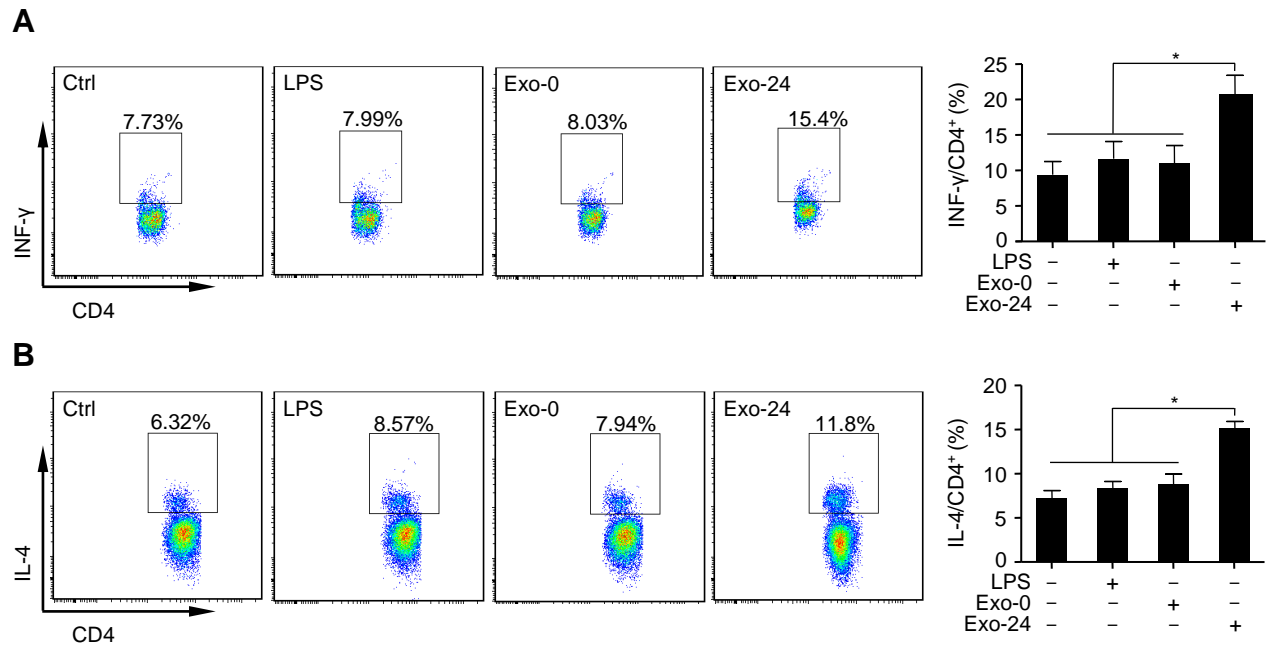 A
Ctrl
7.73%
LPS
7.99%
Exo-0
8.03%
Exo-24
15.4%
INF-γ
CD4
*
25
20
15
10
5
0
INF-γ/CD4⁺ (%)
LPS − + − −
Exo-0 − − + −
Exo-24 − − − +
B
Ctrl
6.32%
LPS
8.57%
Exo-0
7.94%
Exo-24
11.8%
IL-4
CD4
*
20
15
10
5
0
IL-4/CD4⁺ (%)
LPS − + − −
Exo-0 − − + −
Exo-24 − − − +